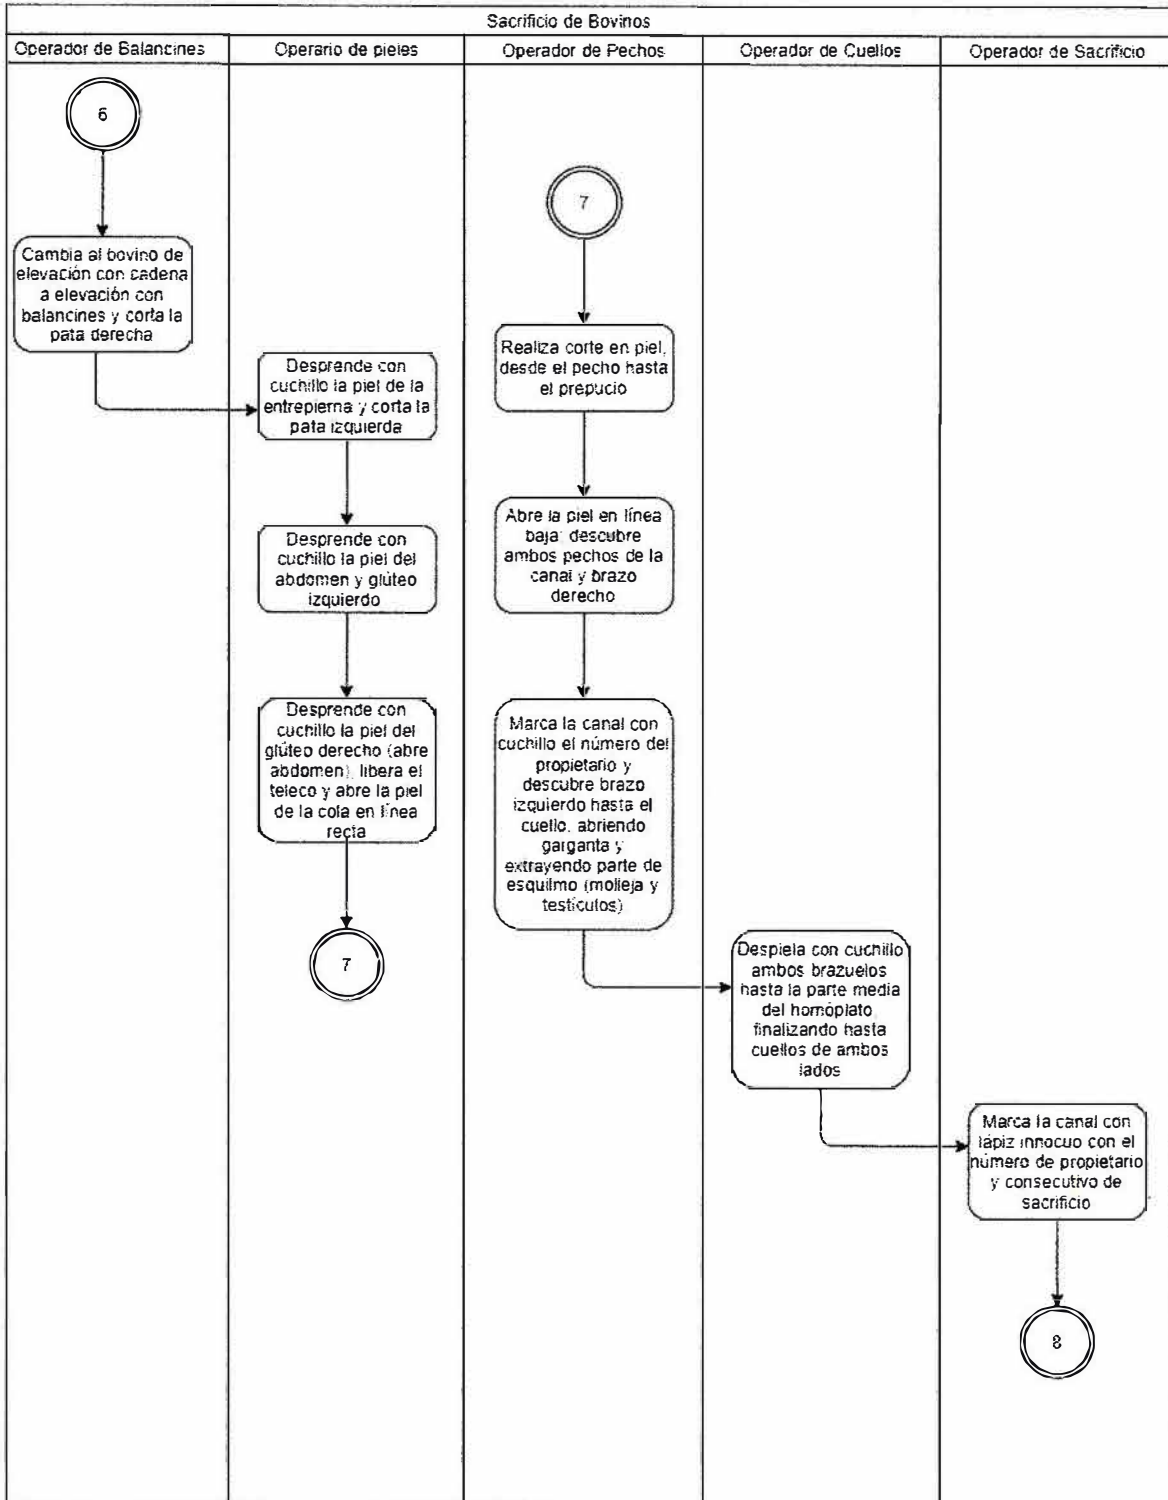 Sacrificio de Bovinos
Operador de Balancines
Operario de pieles
Operador de Pechos
Operador de Cuellos
Operador de Sacrificio
6
Cambia al bovino de
elevación con cadena
a elevación con
balancines y corta la
pata derecha
Desprende con
cuchillo la piel de la
entrepierna y corta la
pata izquierda
Desprende con
cuchillo la piel del
abdomen y glúteo
izquierdo
Desprende con
cuchillo la piel del
glúteo derecho (abre
abdomen), libera el
teleco y abre la piel
de la cola en línea
recta
7
7
Realiza corte en piel,
desde el pecho hasta
el prepucio
Abre la piel en línea
baja; descubre
ambos pechos de la
canal y brazo
derecho
Marca la canal con
cuchillo el número del
propietario y
descubre brazo
izquierdo hasta el
cuello, abriendo
garganta y
extrayendo parte de
esquilmo (molleja y
testículos)
Despiela con cuchillo
ambos brazuelos
hasta la parte media
del homóplato,
finalizando hasta
cuellos de ambos
lados
Marca la canal con
lápiz innocuo con el
número de propietario
y consecutivo de
sacrificio
8